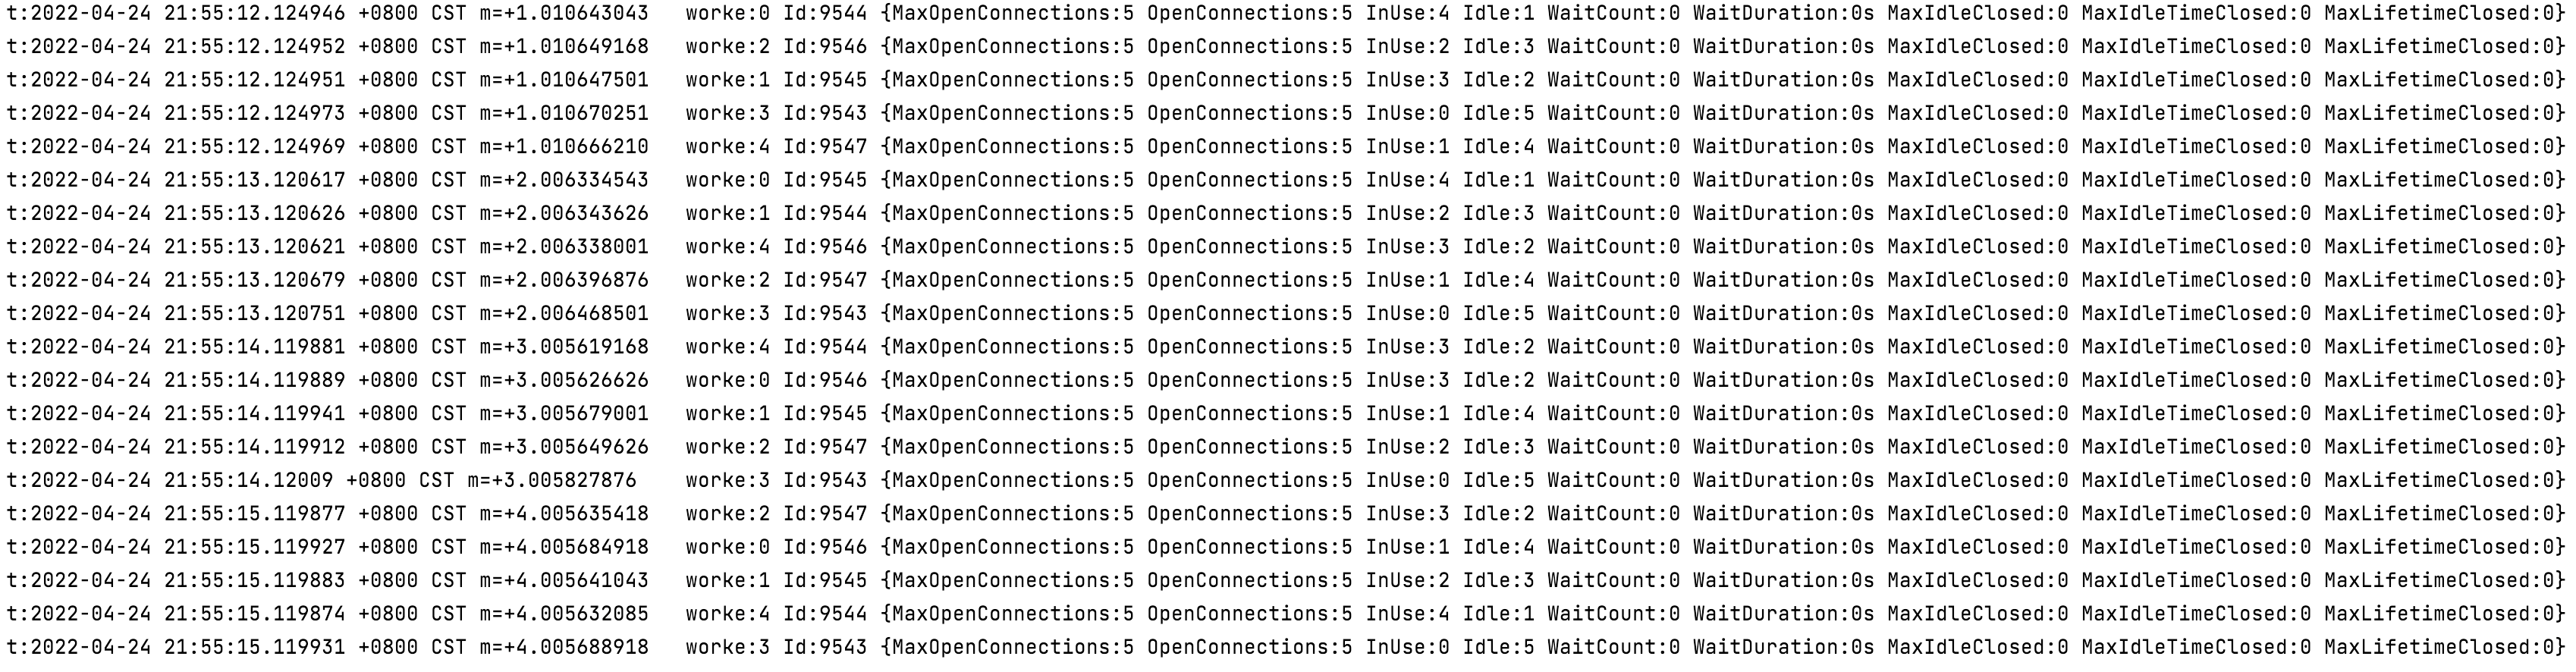 t:2022-04-24 21:55:12.124946 +0800 CST m=+1.010643043   worke:0 Id:9544 {MaxOpenConnections:5 OpenConnections:5 InUse:4 Idle:1 WaitCount:0 WaitDuration:0s MaxIdleClosed:0 MaxIdleTimeClosed:0 MaxLifetimeClosed:0}
t:2022-04-24 21:55:12.124952 +0800 CST m=+1.010649168   worke:2 Id:9546 {MaxOpenConnections:5 OpenConnections:5 InUse:2 Idle:3 WaitCount:0 WaitDuration:0s MaxIdleClosed:0 MaxIdleTimeClosed:0 MaxLifetimeClosed:0}
t:2022-04-24 21:55:12.124951 +0800 CST m=+1.010647501   worke:1 Id:9545 {MaxOpenConnections:5 OpenConnections:5 InUse:3 Idle:2 WaitCount:0 WaitDuration:0s MaxIdleClosed:0 MaxIdleTimeClosed:0 MaxLifetimeClosed:0}
t:2022-04-24 21:55:12.124973 +0800 CST m=+1.010670251   worke:3 Id:9543 {MaxOpenConnections:5 OpenConnections:5 InUse:0 Idle:5 WaitCount:0 WaitDuration:0s MaxIdleClosed:0 MaxIdleTimeClosed:0 MaxLifetimeClosed:0}
t:2022-04-24 21:55:12.124969 +0800 CST m=+1.010666210   worke:4 Id:9547 {MaxOpenConnections:5 OpenConnections:5 InUse:1 Idle:4 WaitCount:0 WaitDuration:0s MaxIdleClosed:0 MaxIdleTimeClosed:0 MaxLifetimeClosed:0}
t:2022-04-24 21:55:13.120617 +0800 CST m=+2.006334543   worke:0 Id:9545 {MaxOpenConnections:5 OpenConnections:5 InUse:4 Idle:1 WaitCount:0 WaitDuration:0s MaxIdleClosed:0 MaxIdleTimeClosed:0 MaxLifetimeClosed:0}
t:2022-04-24 21:55:13.120626 +0800 CST m=+2.006343626   worke:1 Id:9544 {MaxOpenConnections:5 OpenConnections:5 InUse:2 Idle:3 WaitCount:0 WaitDuration:0s MaxIdleClosed:0 MaxIdleTimeClosed:0 MaxLifetimeClosed:0}
t:2022-04-24 21:55:13.120621 +0800 CST m=+2.006338001   worke:4 Id:9546 {MaxOpenConnections:5 OpenConnections:5 InUse:3 Idle:2 WaitCount:0 WaitDuration:0s MaxIdleClosed:0 MaxIdleTimeClosed:0 MaxLifetimeClosed:0}
t:2022-04-24 21:55:13.120679 +0800 CST m=+2.006396876   worke:2 Id:9547 {MaxOpenConnections:5 OpenConnections:5 InUse:1 Idle:4 WaitCount:0 WaitDuration:0s MaxIdleClosed:0 MaxIdleTimeClosed:0 MaxLifetimeClosed:0}
t:2022-04-24 21:55:13.120751 +0800 CST m=+2.006468501   worke:3 Id:9543 {MaxOpenConnections:5 OpenConnections:5 InUse:0 Idle:5 WaitCount:0 WaitDuration:0s MaxIdleClosed:0 MaxIdleTimeClosed:0 MaxLifetimeClosed:0}
t:2022-04-24 21:55:14.119881 +0800 CST m=+3.005619168   worke:4 Id:9544 {MaxOpenConnections:5 OpenConnections:5 InUse:3 Idle:2 WaitCount:0 WaitDuration:0s MaxIdleClosed:0 MaxIdleTimeClosed:0 MaxLifetimeClosed:0}
t:2022-04-24 21:55:14.119889 +0800 CST m=+3.005626626   worke:0 Id:9546 {MaxOpenConnections:5 OpenConnections:5 InUse:3 Idle:2 WaitCount:0 WaitDuration:0s MaxIdleClosed:0 MaxIdleTimeClosed:0 MaxLifetimeClosed:0}
t:2022-04-24 21:55:14.119941 +0800 CST m=+3.005679001   worke:1 Id:9545 {MaxOpenConnections:5 OpenConnections:5 InUse:1 Idle:4 WaitCount:0 WaitDuration:0s MaxIdleClosed:0 MaxIdleTimeClosed:0 MaxLifetimeClosed:0}
t:2022-04-24 21:55:14.119912 +0800 CST m=+3.005649626   worke:2 Id:9547 {MaxOpenConnections:5 OpenConnections:5 InUse:2 Idle:3 WaitCount:0 WaitDuration:0s MaxIdleClosed:0 MaxIdleTimeClosed:0 MaxLifetimeClosed:0}
t:2022-04-24 21:55:14.12009 +0800 CST m=+3.005827876    worke:3 Id:9543 {MaxOpenConnections:5 OpenConnections:5 InUse:0 Idle:5 WaitCount:0 WaitDuration:0s MaxIdleClosed:0 MaxIdleTimeClosed:0 MaxLifetimeClosed:0}
t:2022-04-24 21:55:15.119877 +0800 CST m=+4.005635418   worke:2 Id:9547 {MaxOpenConnections:5 OpenConnections:5 InUse:3 Idle:2 WaitCount:0 WaitDuration:0s MaxIdleClosed:0 MaxIdleTimeClosed:0 MaxLifetimeClosed:0}
t:2022-04-24 21:55:15.119927 +0800 CST m=+4.005684918   worke:0 Id:9546 {MaxOpenConnections:5 OpenConnections:5 InUse:1 Idle:4 WaitCount:0 WaitDuration:0s MaxIdleClosed:0 MaxIdleTimeClosed:0 MaxLifetimeClosed:0}
t:2022-04-24 21:55:15.119883 +0800 CST m=+4.005641043   worke:1 Id:9545 {MaxOpenConnections:5 OpenConnections:5 InUse:2 Idle:3 WaitCount:0 WaitDuration:0s MaxIdleClosed:0 MaxIdleTimeClosed:0 MaxLifetimeClosed:0}
t:2022-04-24 21:55:15.119874 +0800 CST m=+4.005632085   worke:4 Id:9544 {MaxOpenConnections:5 OpenConnections:5 InUse:4 Idle:1 WaitCount:0 WaitDuration:0s MaxIdleClosed:0 MaxIdleTimeClosed:0 MaxLifetimeClosed:0}
t:2022-04-24 21:55:15.119931 +0800 CST m=+4.005688918   worke:3 Id:9543 {MaxOpenConnections:5 OpenConnections:5 InUse:0 Idle:5 WaitCount:0 WaitDuration:0s MaxIdleClosed:0 MaxIdleTimeClosed:0 MaxLifetimeClosed:0}